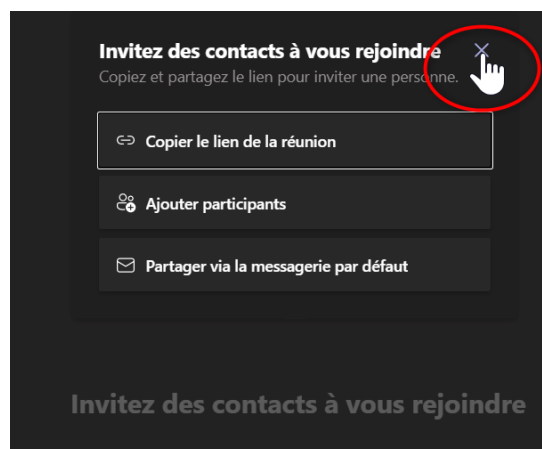 Invitez des contacts à vous rejoindre
Copiez et partagez le lien pour inviter une personne.
Copier le lien de la réunion
Ajouter participants
Partager via la messagerie par défaut
Invitez des contacts à vous rejoindre